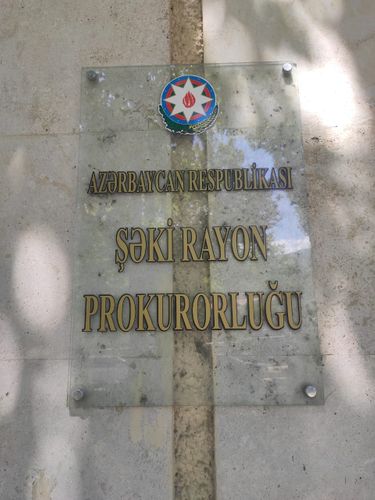 AZƏRBAYCAN RESPUBLİKASI
ŞƏKİ RAYON
PROKURORLUĞU